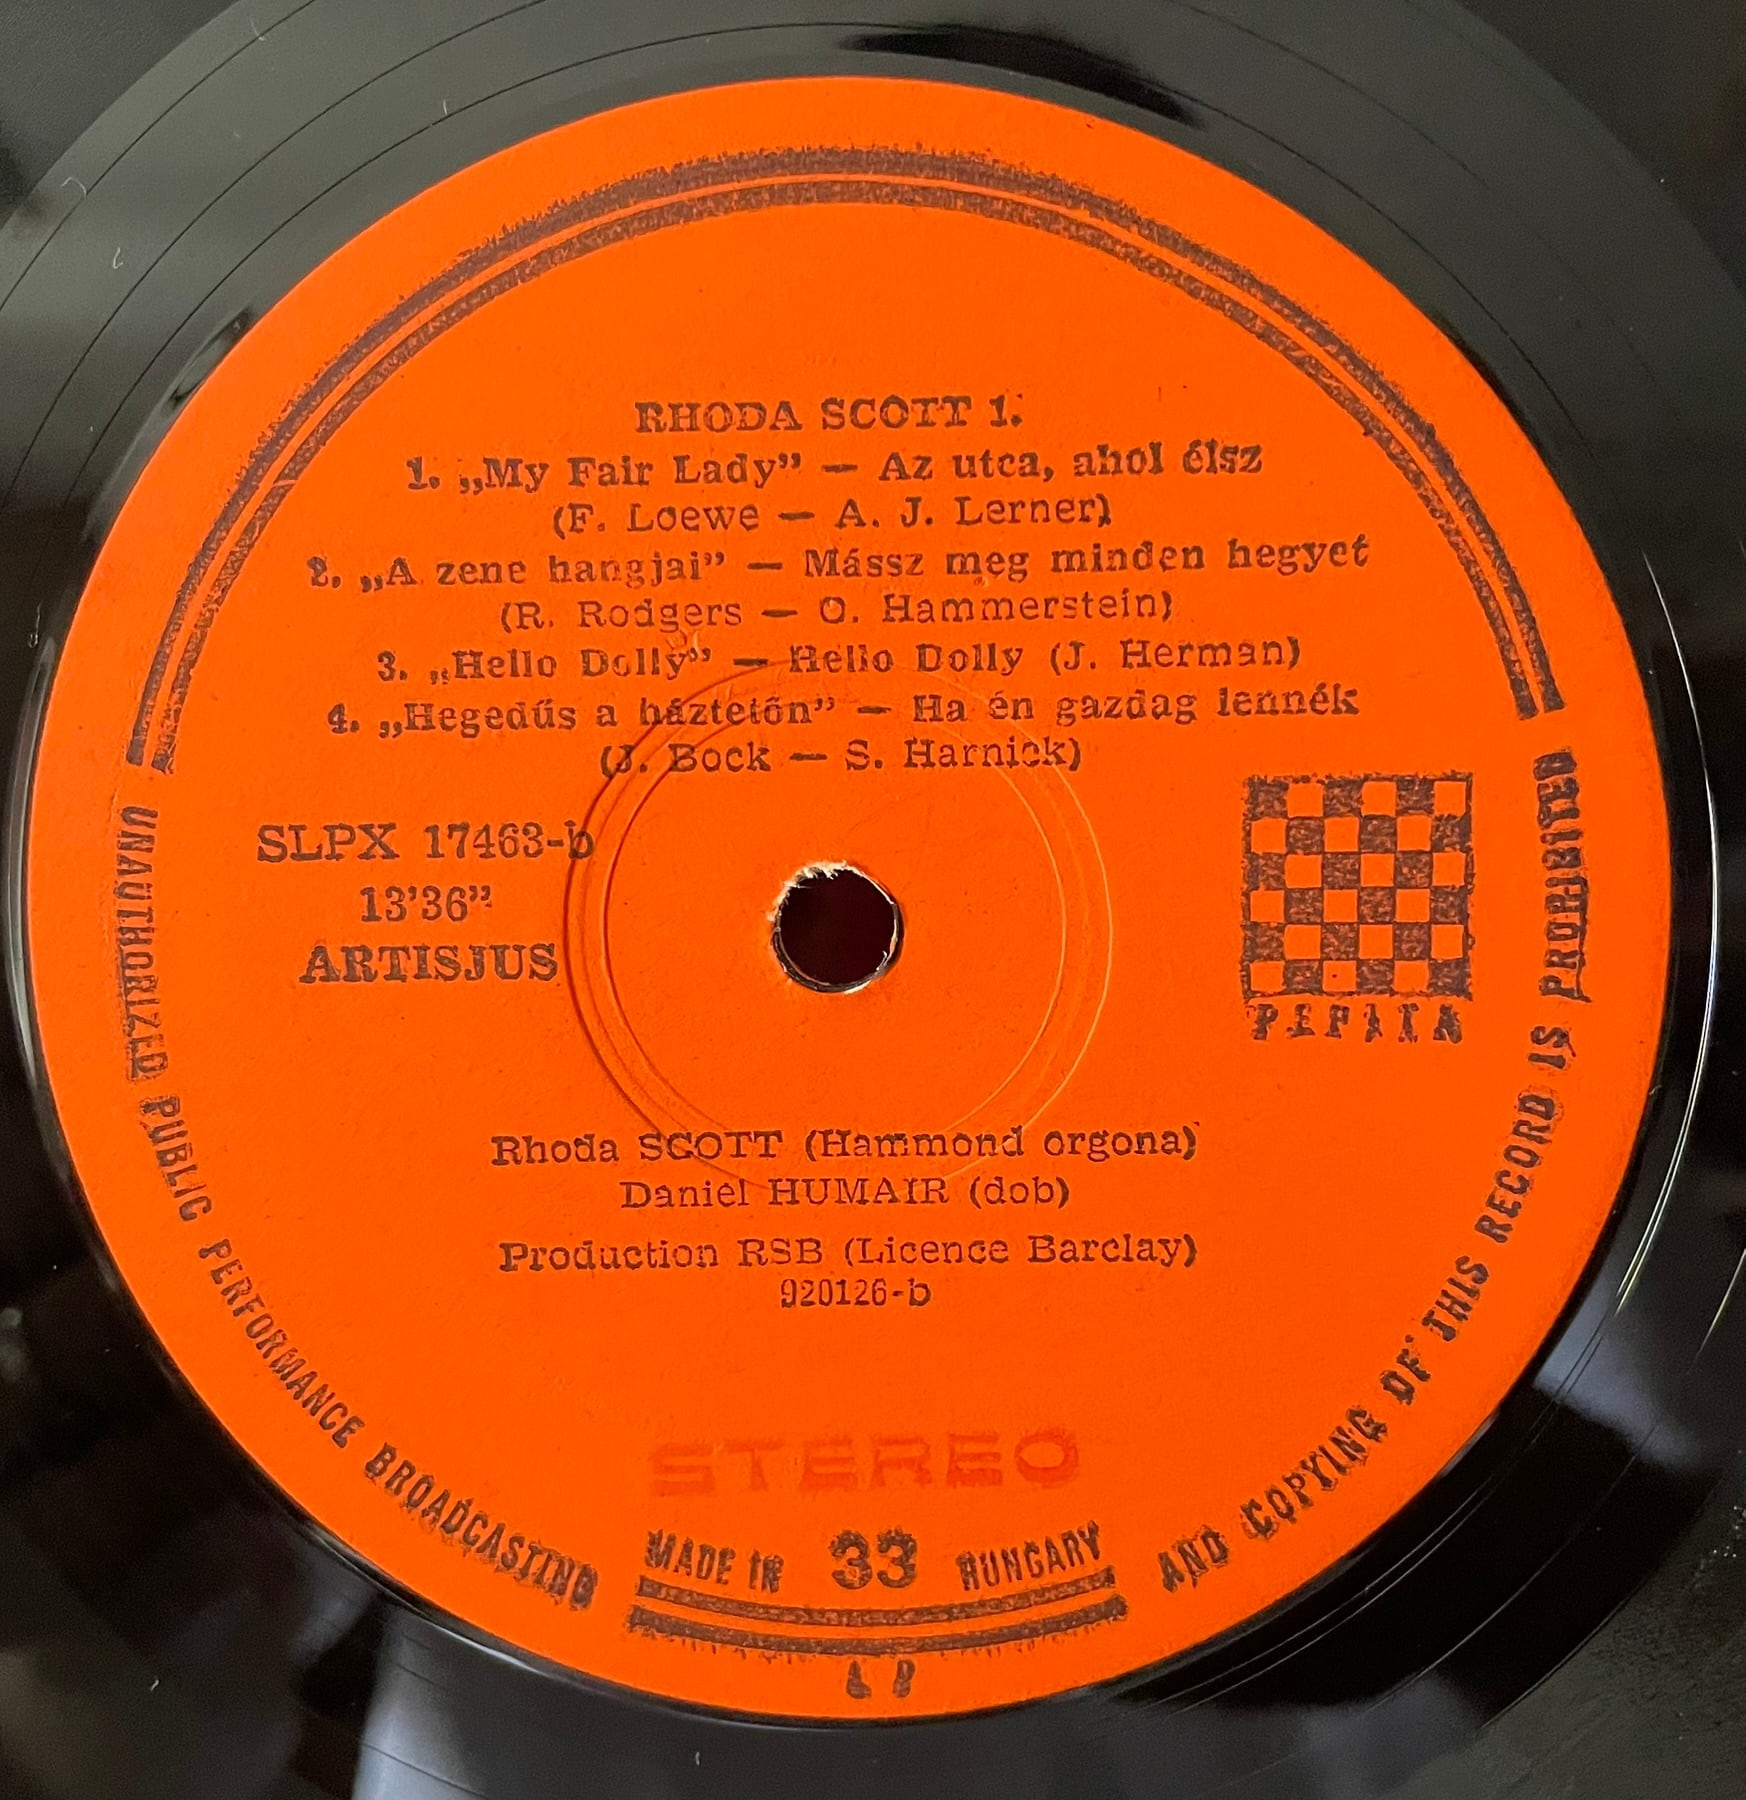 RHODA SCOTT 1.
1. „My Fair Lady” — Az utca, ahol élsz
(F. Loewe — A. J. Lerner)
2. „A zene hangjai” — Mássz meg minden hegyet
(R. Rodgers — O. Hammerstein)
3. „Hello Dolly” — Hello Dolly (J. Herman)
4. „Hegedűs a háztetőn” — Ha én gazdag lennék
(J. Bock — S. Harnick)
SLPX 17463-b
13’36”
ARTISJUS
PEPITA
Rhoda SCOTT (Hammond orgona)
Daniel HUMAIR (dob)
Production RSB (Licence Barclay)
920126-b
STEREO
MADE IN 33 HUNGARY
LP
UNAUTHORIZED PUBLIC PERFORMANCE BROADCASTING AND COPYING OF THIS RECORD IS PROHIBITED